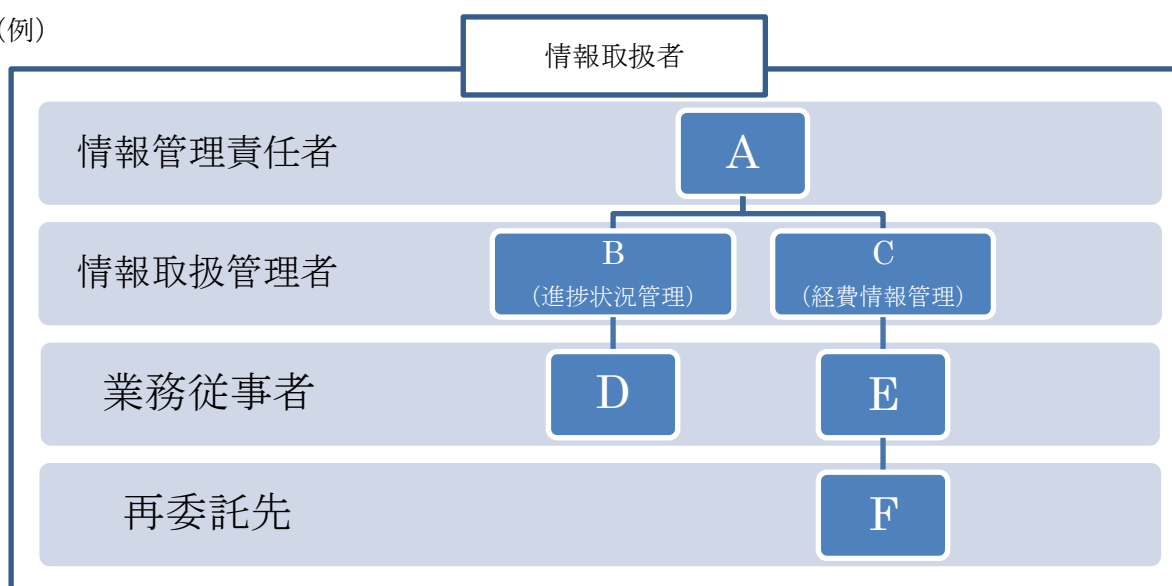 (例)
情報取扱者
情報管理責任者
A
情報取扱管理者
B
(進捗状況管理)
C
(経費情報管理)
業務従事者
D
E
再委託先
F